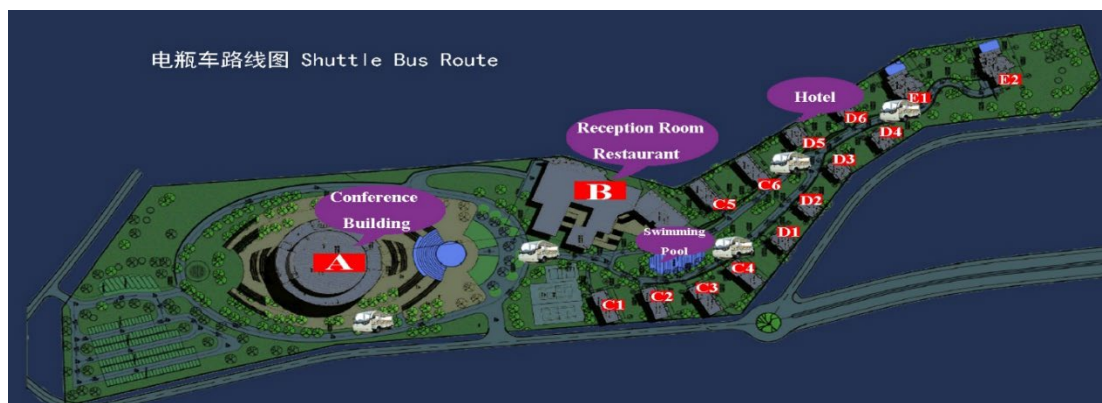 电瓶车路线图 Shuttle Bus Route
Hotel
Reception Room
Restaurant
Conference
Building
Swimming
Pool
A
B
C1
C2
C3
C4
C5
C6
D1
D2
D3
D4
D5
D6
E1
E2